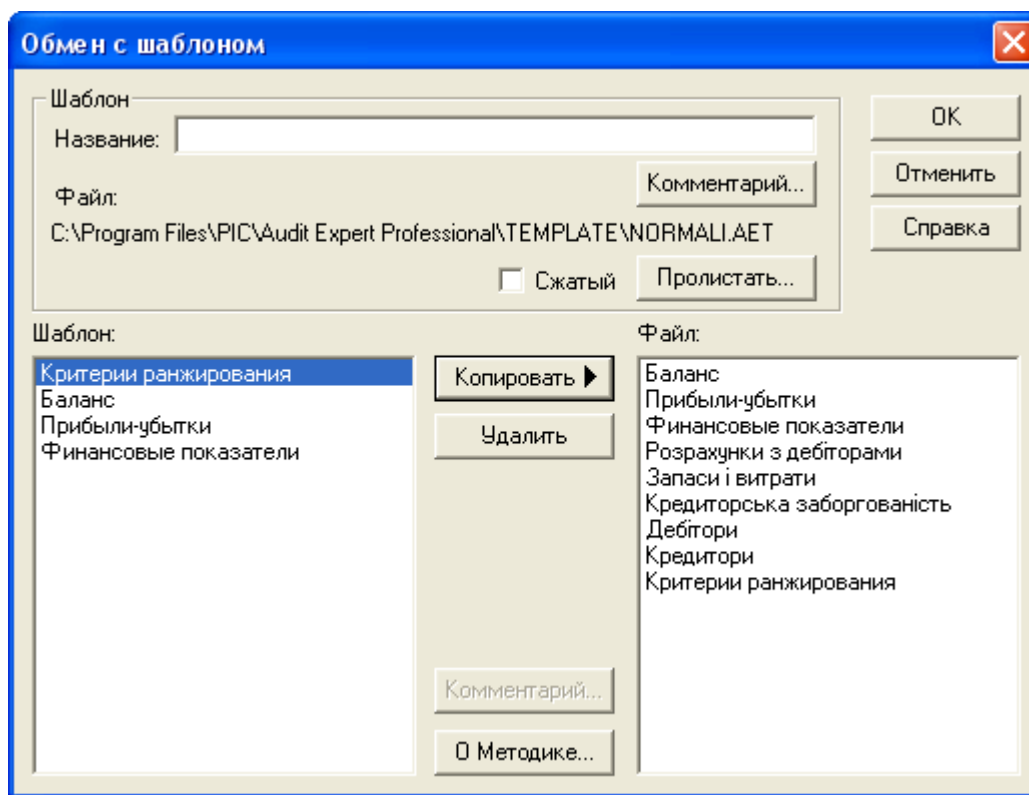 Обмен с шаблоном
Шаблон
Название:
OK
Комментарий...
Отменить
Файл:
Справка
C:\Program Files\PIC\Audit Expert Professional\TEMPLATE\NORMALI.AET
Сжатый
Пролистать...
Шаблон:
Критерии ранжирования
Баланс
Прибыли-убытки
Финансовые показатели
Копировать
Удалить
Комментарий...
О Методике...
Файл:
Баланс
Прибыли-убытки
Финансовые показатели
Розрахунки з дебіторами
Запаси і витрати
Кредиторська заборгованість
Дебітори
Кредитори
Критерии ранжирования